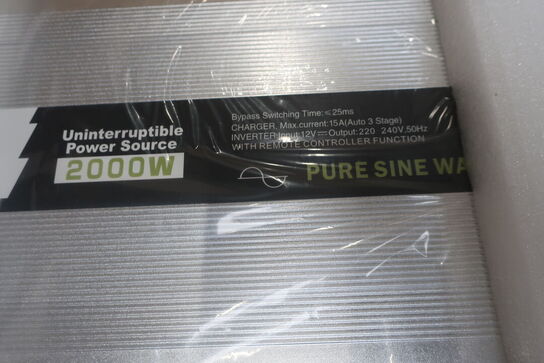 Uninterruptible
Power Source
2000W
Bypass Switching Time:≤25ms
CHARGER, Max.current:15A(Auto 3 Stage)
INVERTER:Input:12V⎓Output:220 240V,50Hz
WITH REMOTE CONTROLLER FUNCTION
PURE SINE WA